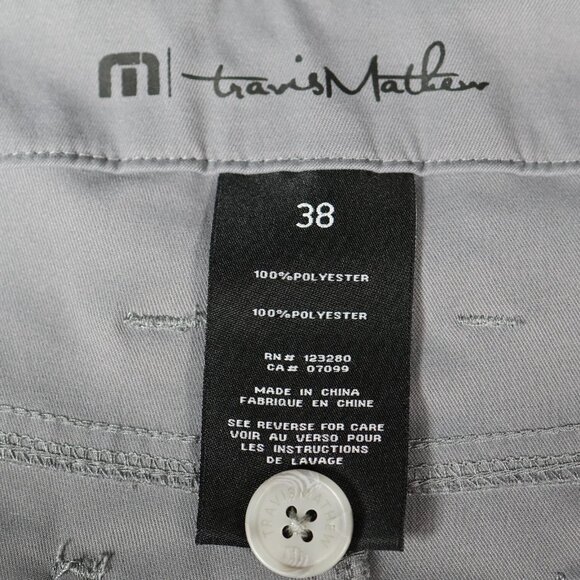 travisMathew
38
100%POLYESTER
100%POLYESTER
RN# 123280
CA# 07099
MADE IN CHINA
FABRIQUE EN CHINE
SEE REVERSE FOR CARE
VOIR AU VERSO POUR
LES INSTRUCTIONS
DE LAVAGE
TRAVISMATHEW